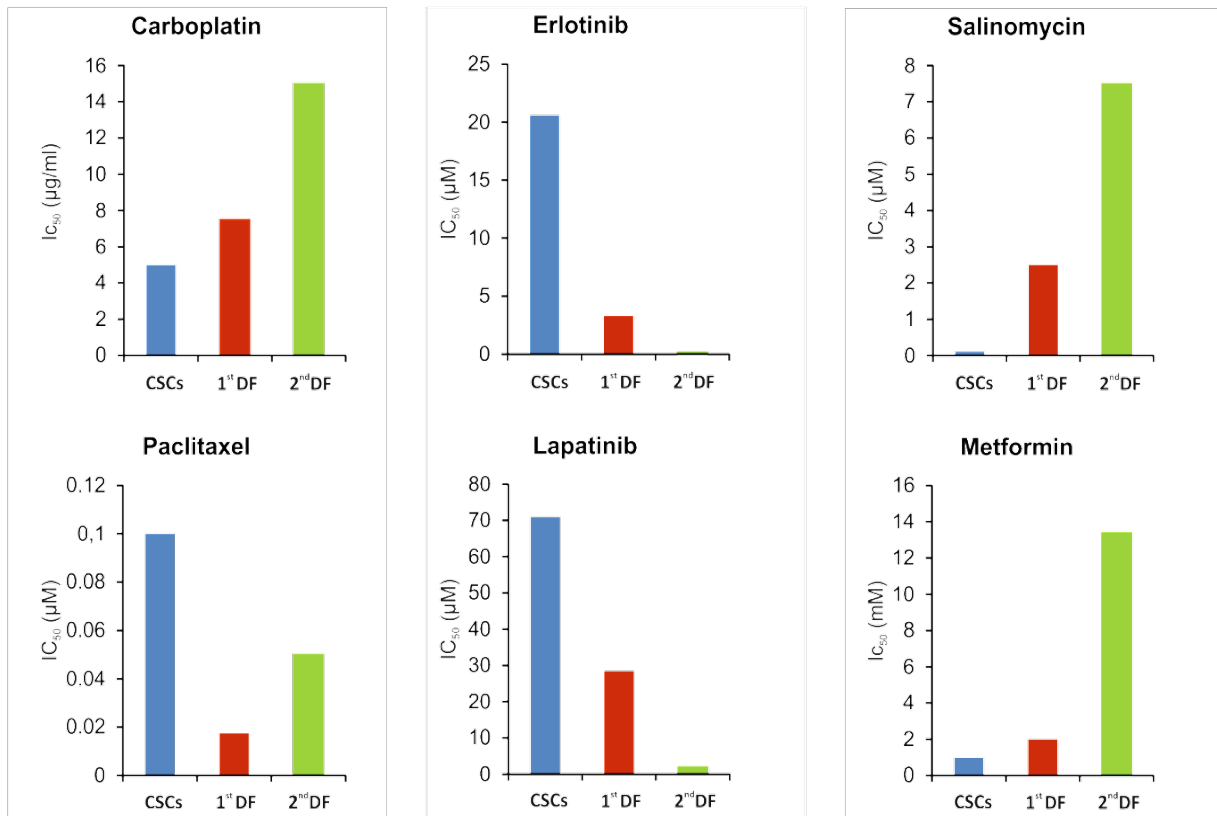 Carboplatin
Ic₅₀ (µg/ml)
16
14
12
10
8
6
4
2
0
CSCs 1ˢᵗ DF 2ⁿᵈ DF
Erlotinib
IC₅₀ (µM)
25
20
15
10
5
0
CSCs 1ˢᵗ DF 2ⁿᵈ DF
Salinomycin
IC₅₀ (µM)
8
7
6
5
4
3
2
1
0
CSCs 1ˢᵗ DF 2ⁿᵈ DF
Paclitaxel
IC₅₀ (µM)
0.12
0,1
0.08
0.06
0.04
0.02
0
CSCs 1ˢᵗ DF 2ⁿᵈ DF
Lapatinib
IC₅₀ (µM)
80
70
60
50
40
30
20
10
0
CSCs 1ˢᵗ DF 2ⁿᵈ DF
Metformin
Ic₅₀ (mM)
16
14
12
10
8
6
4
2
0
CSCs 1ˢᵗ DF 2ⁿᵈ DF